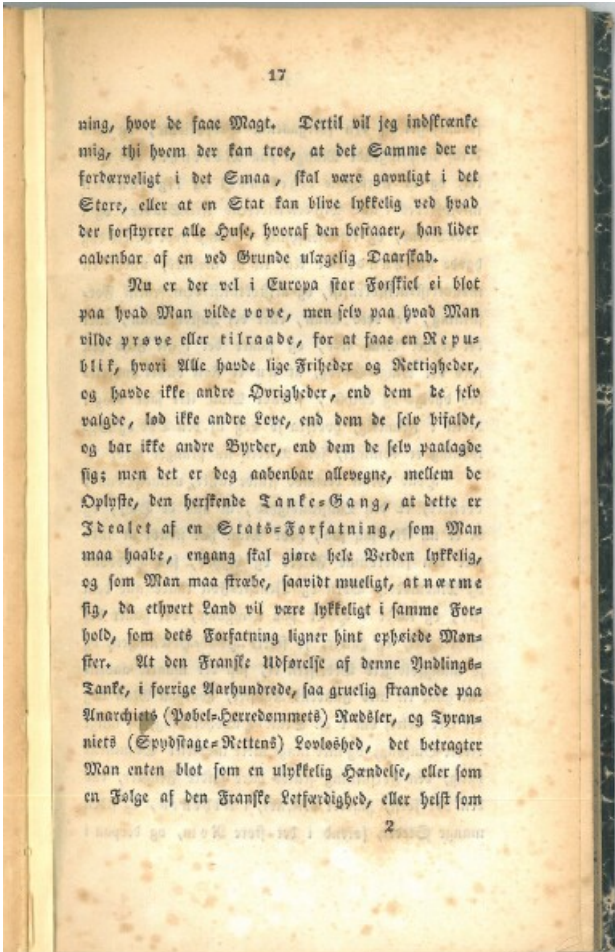 17
ning, hvor de faae Magt. Dertil vil jeg indskrænke
mig, thi hvem der kan troe, at det Samme der er
fordærveligt i det Smaa, skal være gavnligt i det
Store, eller at en Stat kan blive lykkelig ved hvad
der forstyrrer alle Huse, hvoraf den bestaaer, han lider
aabenbar af en ved Grunde ulægelig Daarskab.
Nu er der vel i Europa stor Forskiel ei blot
paa hvad Man vilde vove, men selv paa hvad Man
vilde prøve eller tilraade, for at faae en Repu-
blik, hvori Alle havde lige Friheder og Rettigheder,
og havde ikke andre Øvrigheder, end dem de selv
valgde, lød ikke andre Love, end dem de selv bifaldt,
og bar ikke andre Byrder, end dem de selv paalagde
sig; men det er dog aabenbar allevegne, mellem de
Oplyste, den herskende Tanke-Gang, at dette er
Idealet af en Stats-Forfatning, som Man
maa haabe, engang skal giøre hele Verden lykkelig,
og som Man maa stræbe, saavidt mueligt, at nærme
sig, da ethvert Land vil være lykkeligt i samme For-
hold, som dets Forfatning ligner hint ophøiede Møn-
ster. At den Franske Udførelse af denne Yndlings-
Tanke, i forrige Aarhundrede, saa gruelig strandede paa
Anarchiets (Pøbel-Herredømmets) Rædsler, og Tyran-
niets (Spydstage-Rettens) Lovløshed, det betragter
Man enten blot som en ulykkelig Hændelse, eller som
en Følge af den Franske Letfærdighed, eller helst som
2